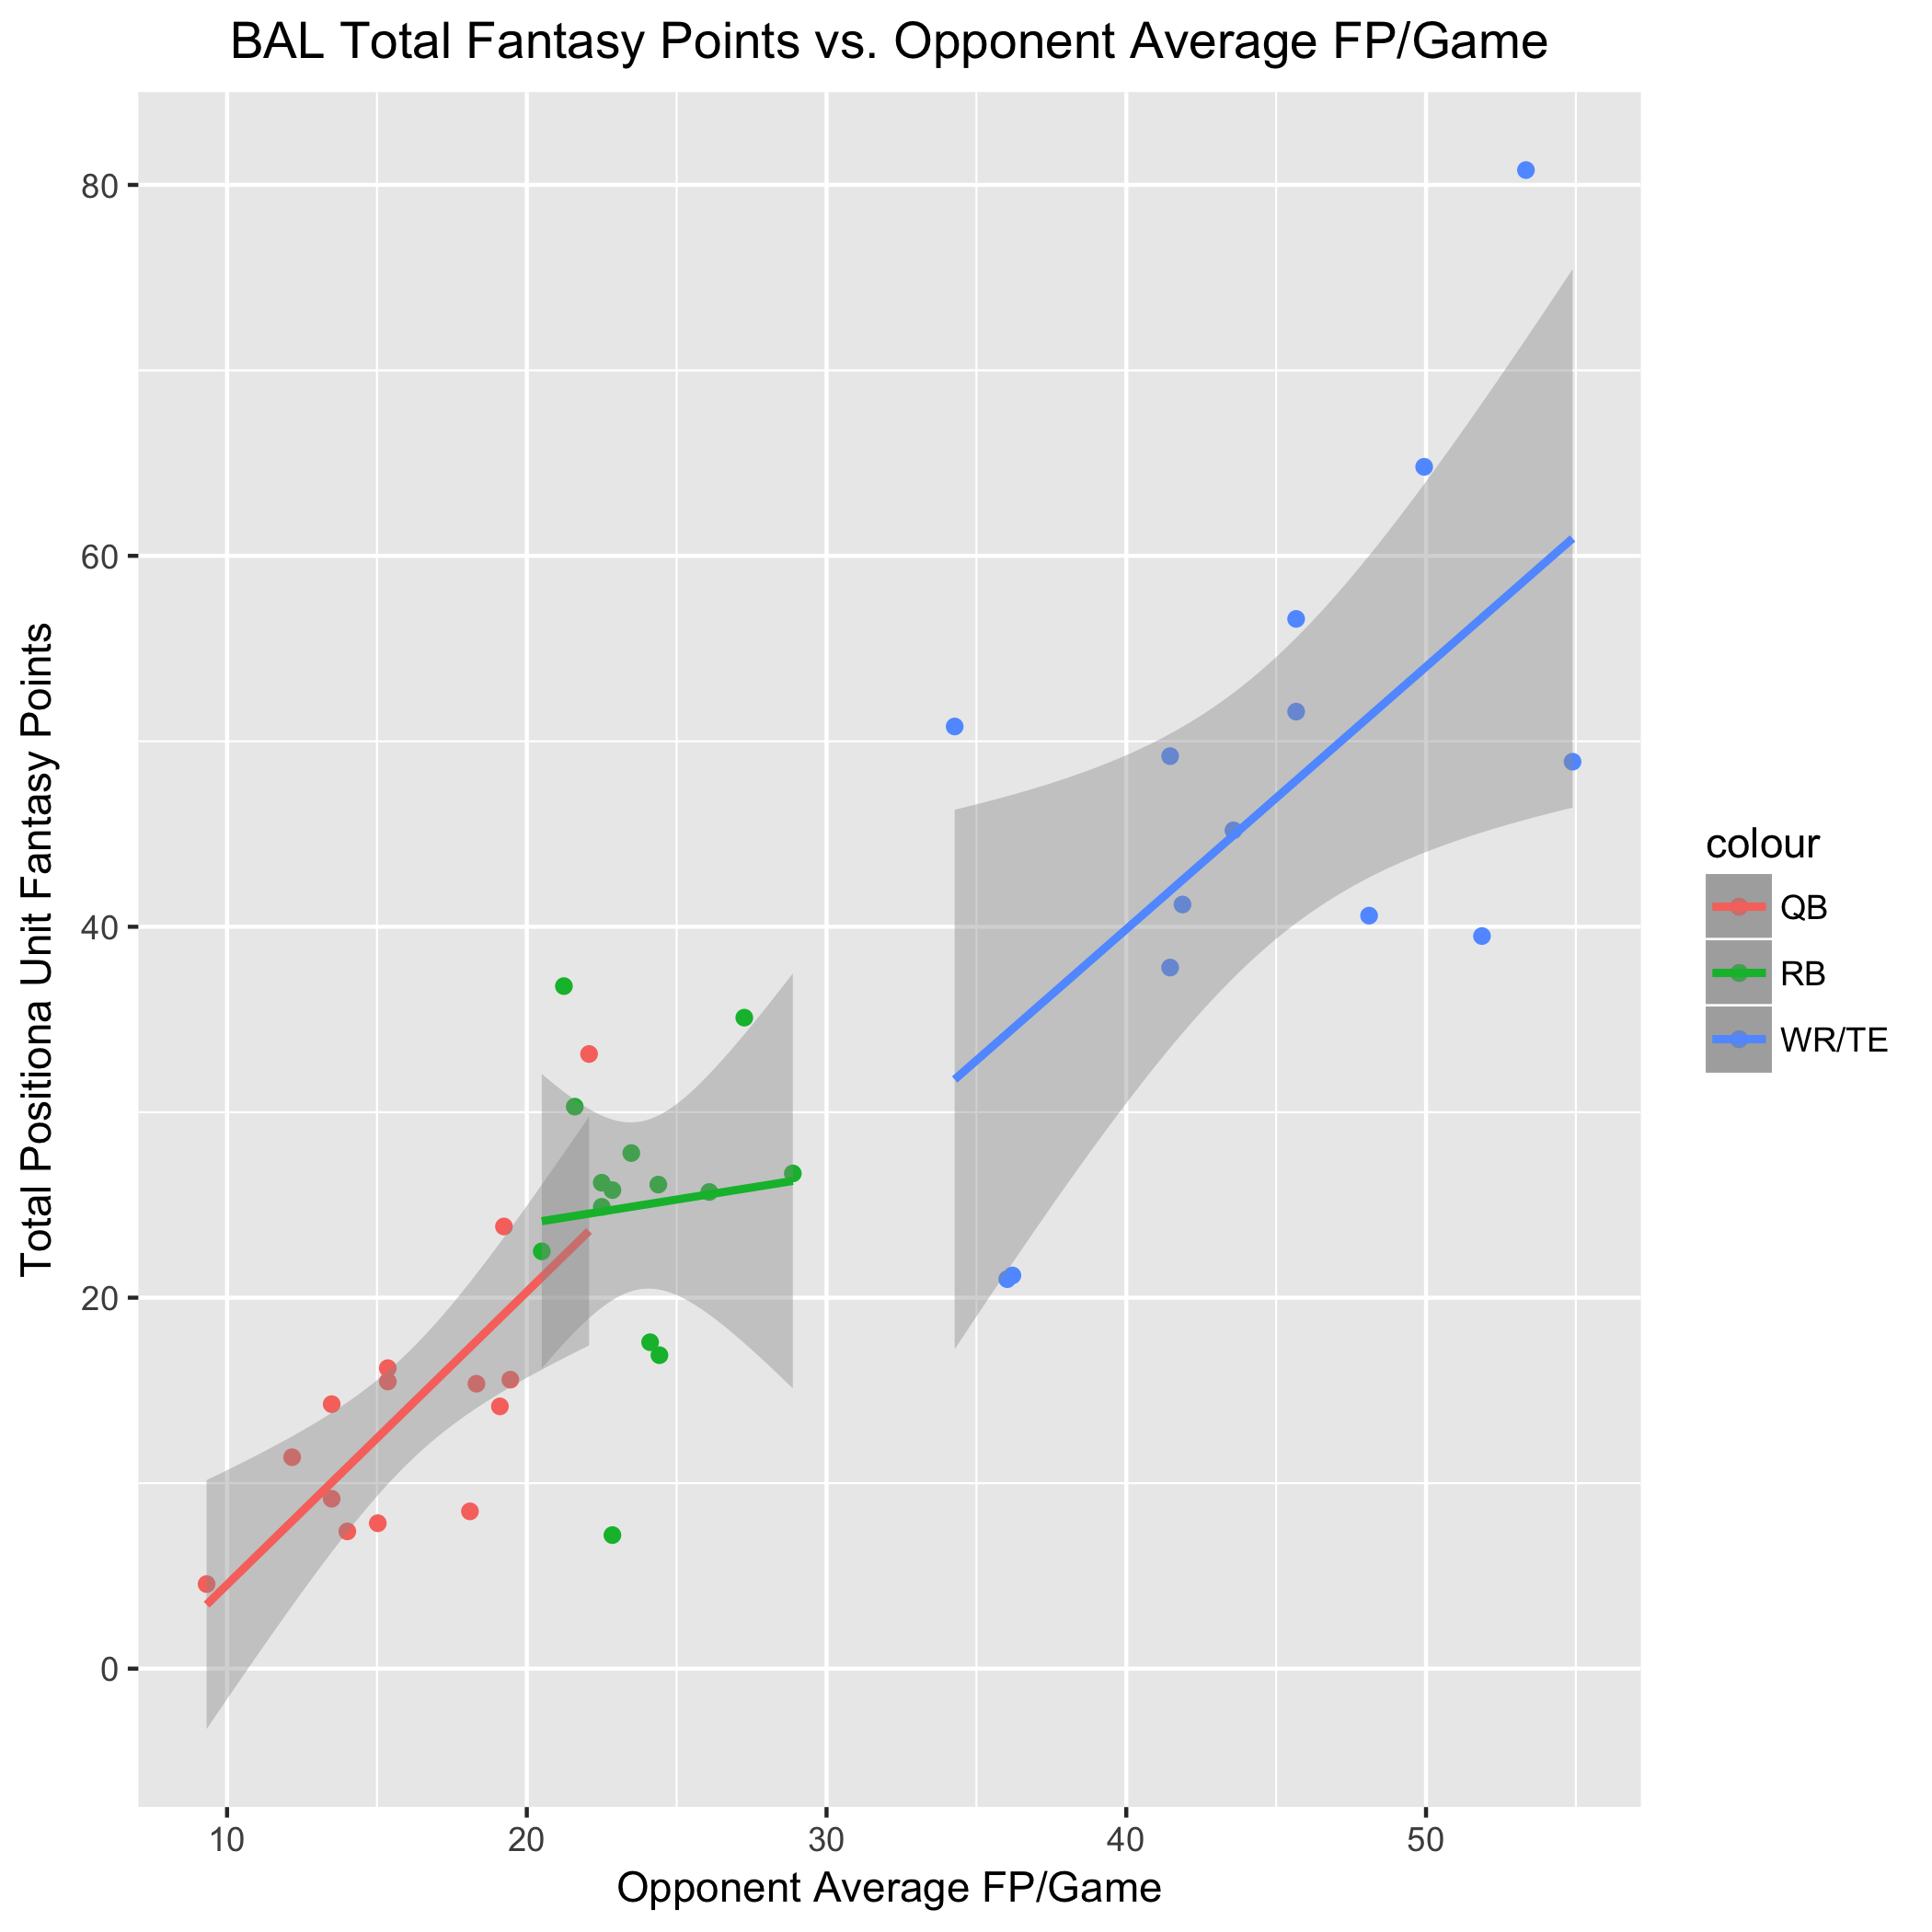 BAL Total Fantasy Points vs. Opponent Average FP/Game
Total Positiona Unit Fantasy Points
80
60
40
20
0
10
20
30
40
50
Opponent Average FP/Game
colour
QB
RB
WR/TE